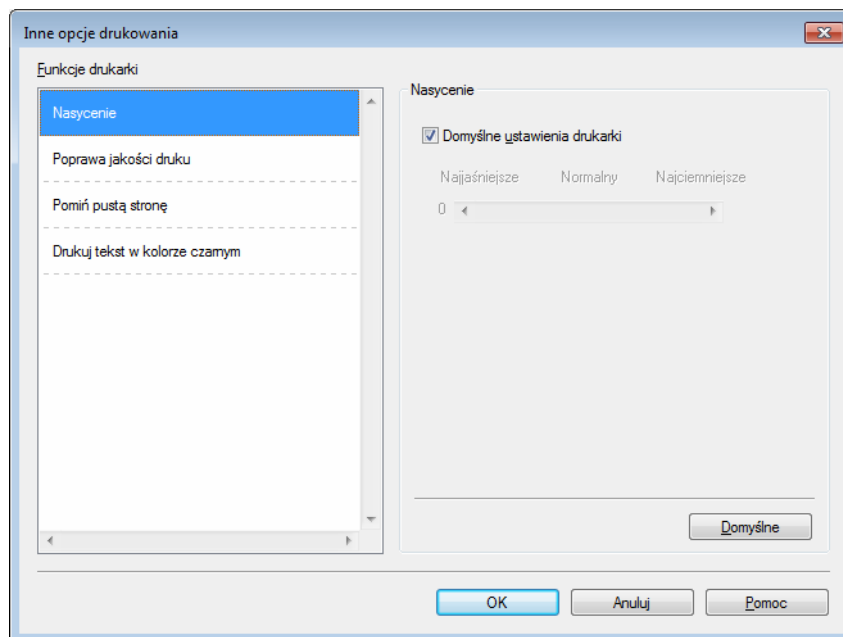 Inne opcje drukowania
Funkcje drukarki
Nasycenie
Poprawa jakości druku
Pomiń pustą stronę
Drukuj tekst w kolorze czarnym
Nasycenie
Domyślne ustawienia drukarki
Najjaśniejsze Normalny Najciemniejsze
0
Domyślne
OK Anuluj Pomoc